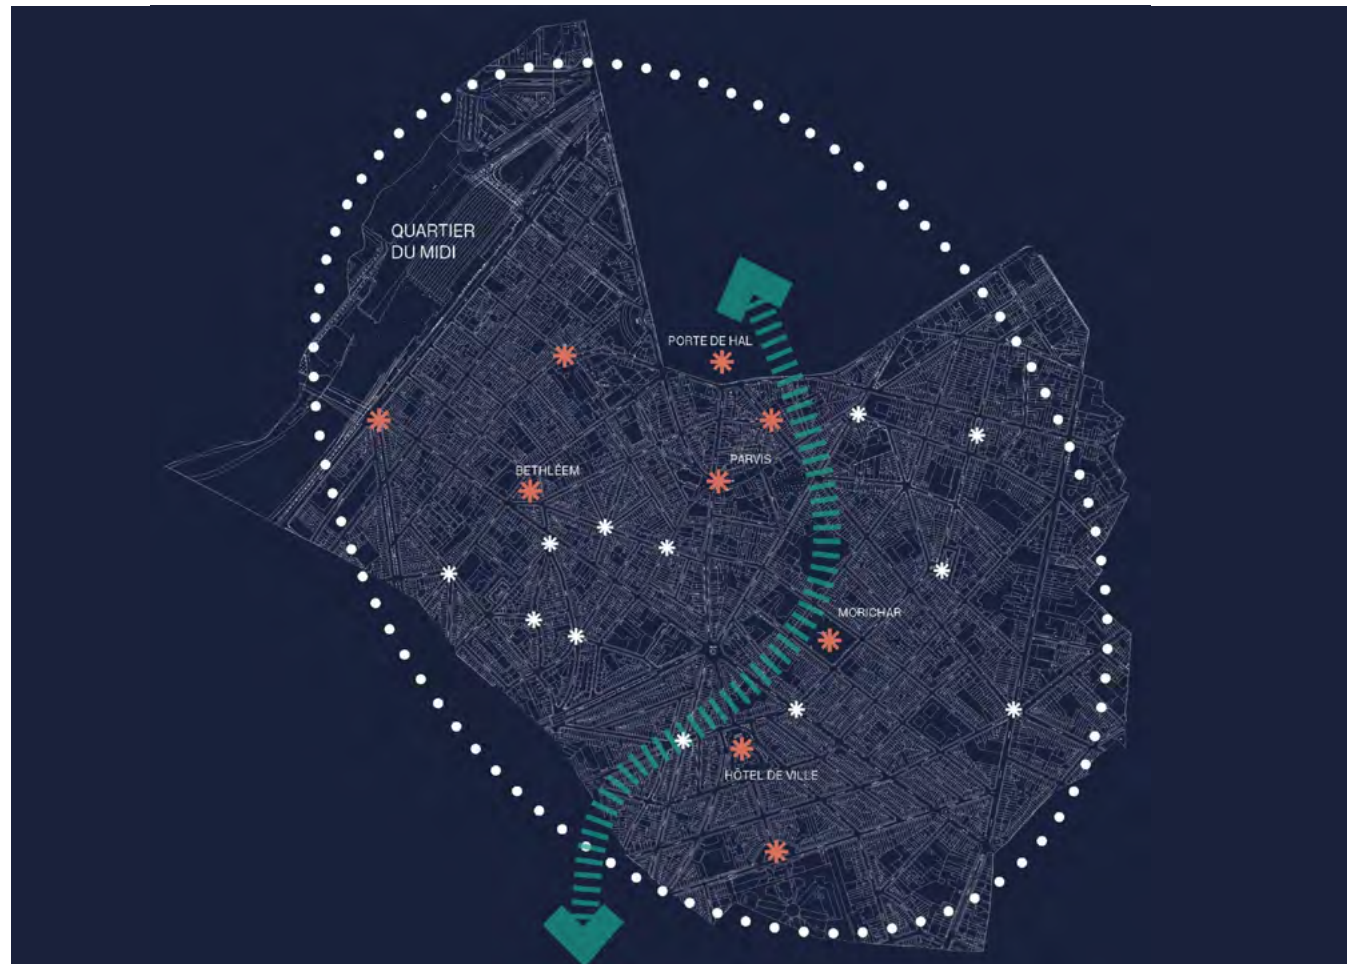 QUARTIER
DU MIDI
PORTE DE HAL
PARVIS
BETHLÉEM
MORICHAR
HÔTEL DE VILLE